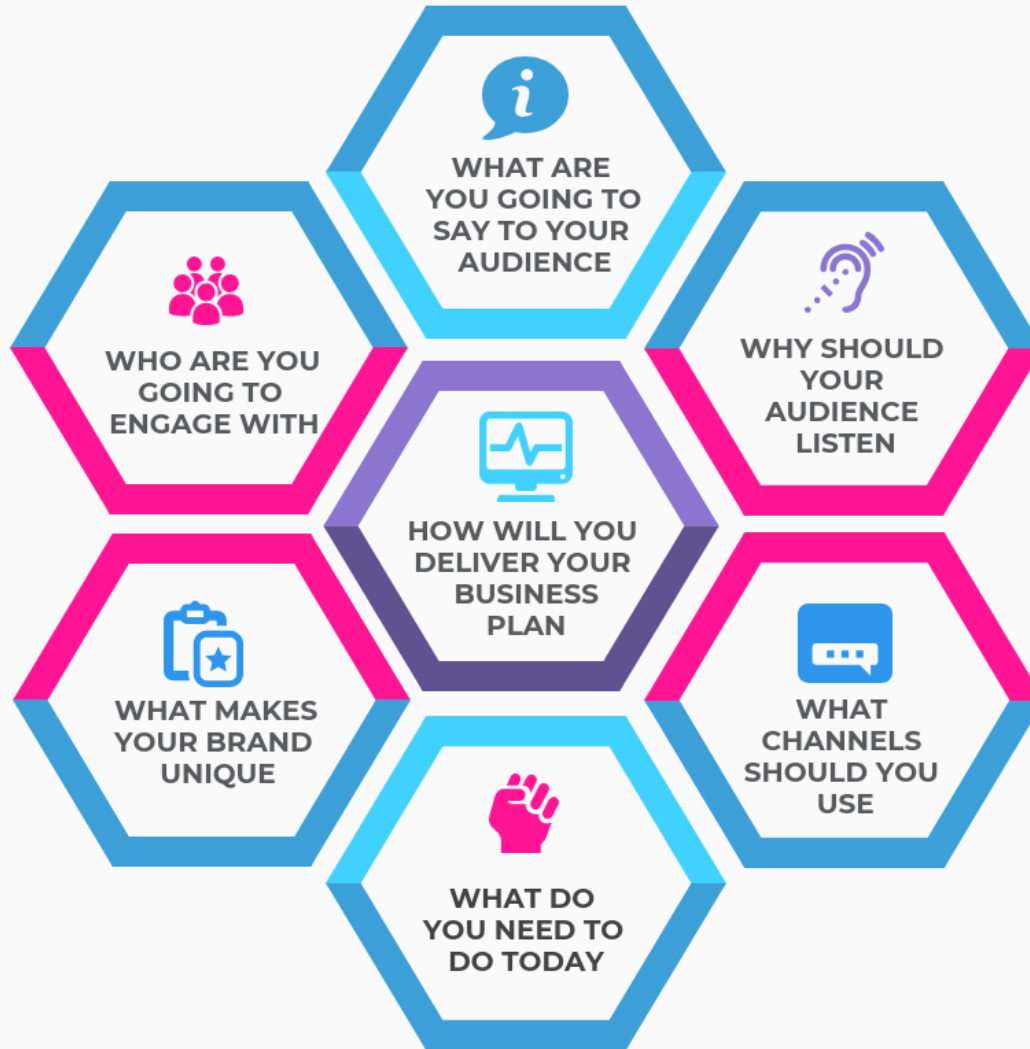 WHAT ARE
YOU GOING TO
SAY TO YOUR
AUDIENCE
WHO ARE YOU
GOING TO
ENGAGE WITH
WHY SHOULD
YOUR
AUDIENCE
LISTEN
HOW WILL YOU
DELIVER YOUR
BUSINESS
PLAN
WHAT MAKES
YOUR BRAND
UNIQUE
WHAT
CHANNELS
SHOULD YOU
USE
WHAT DO
YOU NEED TO
DO TODAY